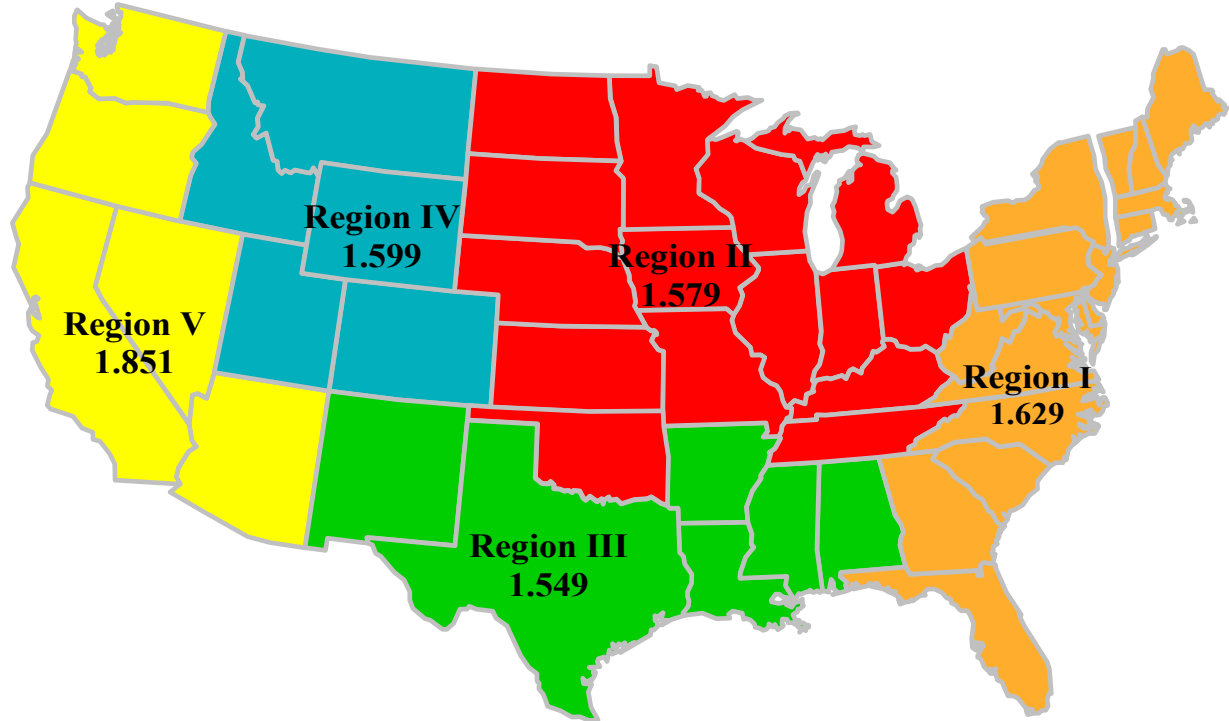 Region IV
1.599
Region II
1.579
Region V
1.851
Region I
1.629
Region III
1.549